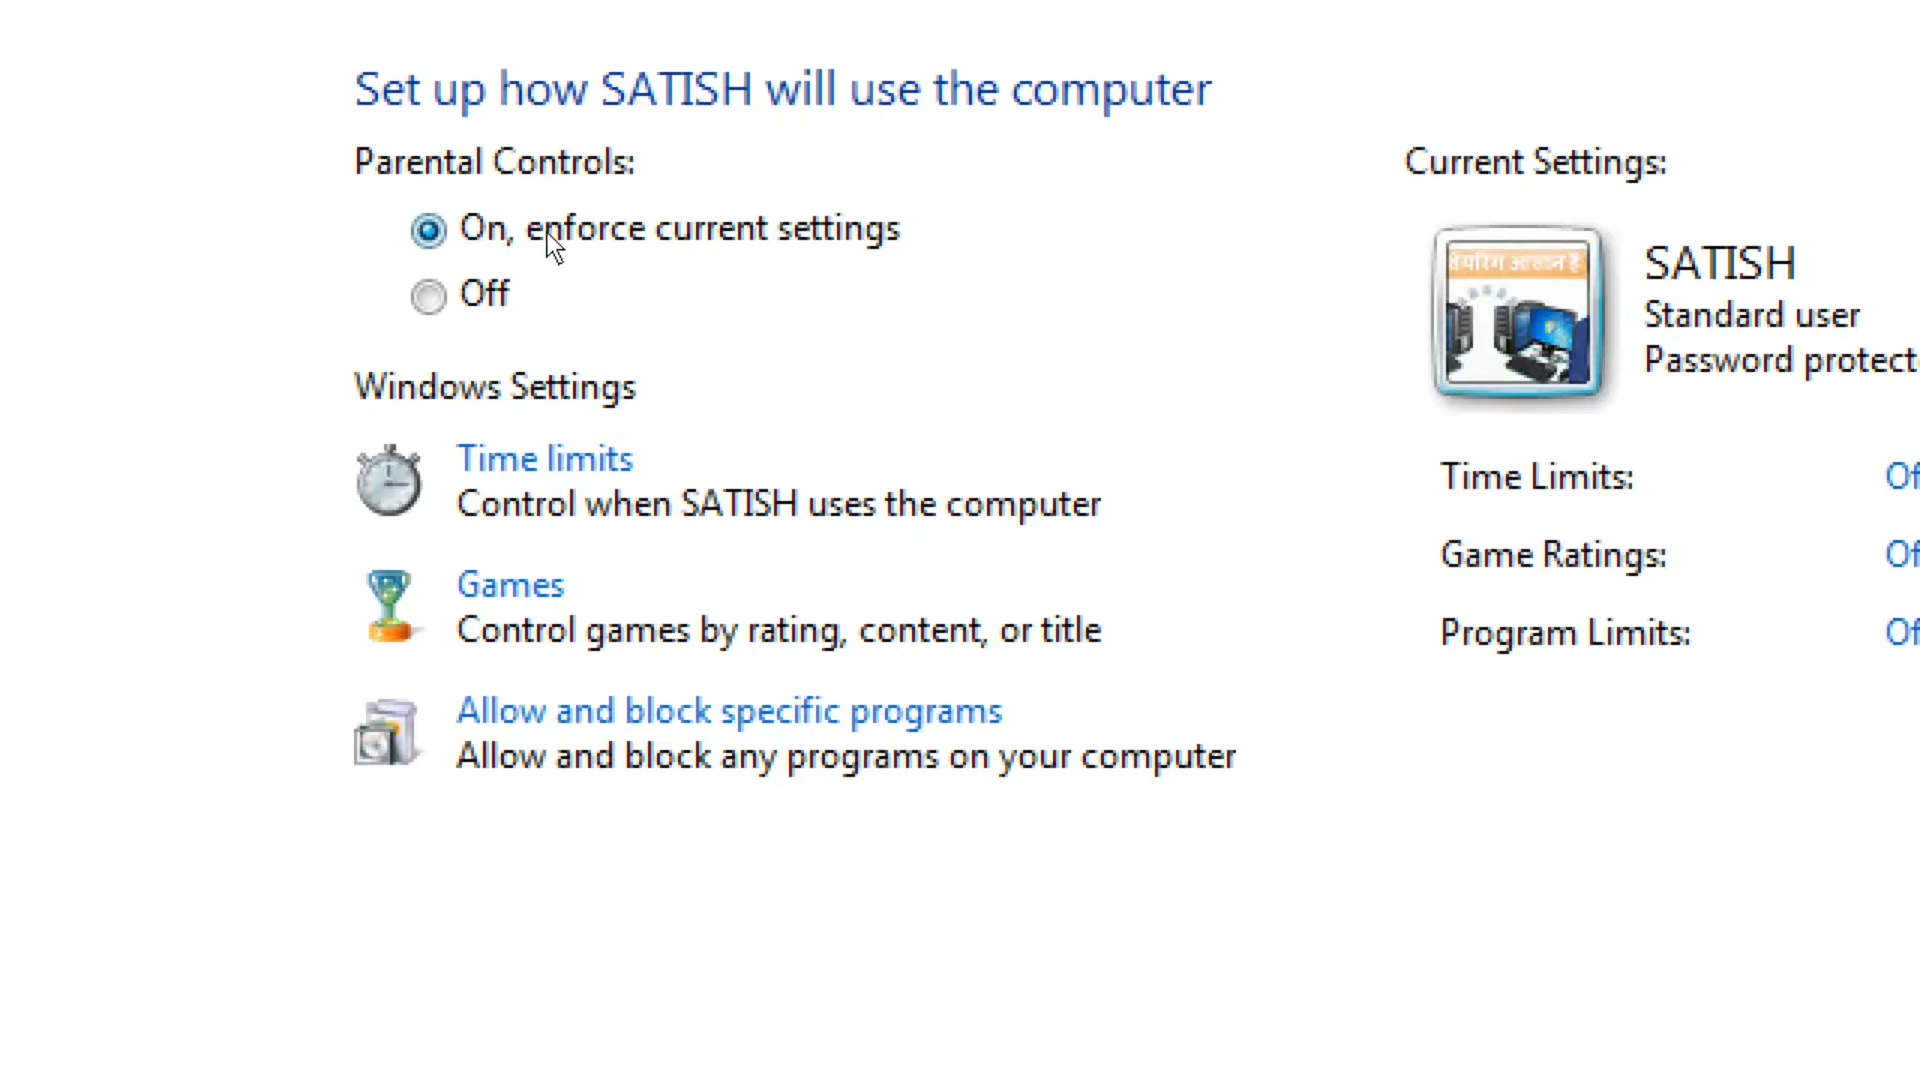 Set up how SATISH will use the computer
Parental Controls:
On, enforce current settings
Off
Windows Settings
Time limits
Control when SATISH uses the computer
Games
Control games by rating, content, or title
Allow and block specific programs
Allow and block any programs on your computer
Current Settings:
शेयरिंग आसान है
SATISH
Standard user
Password protect
Time Limits:
Of
Game Ratings:
Of
Program Limits:
Of